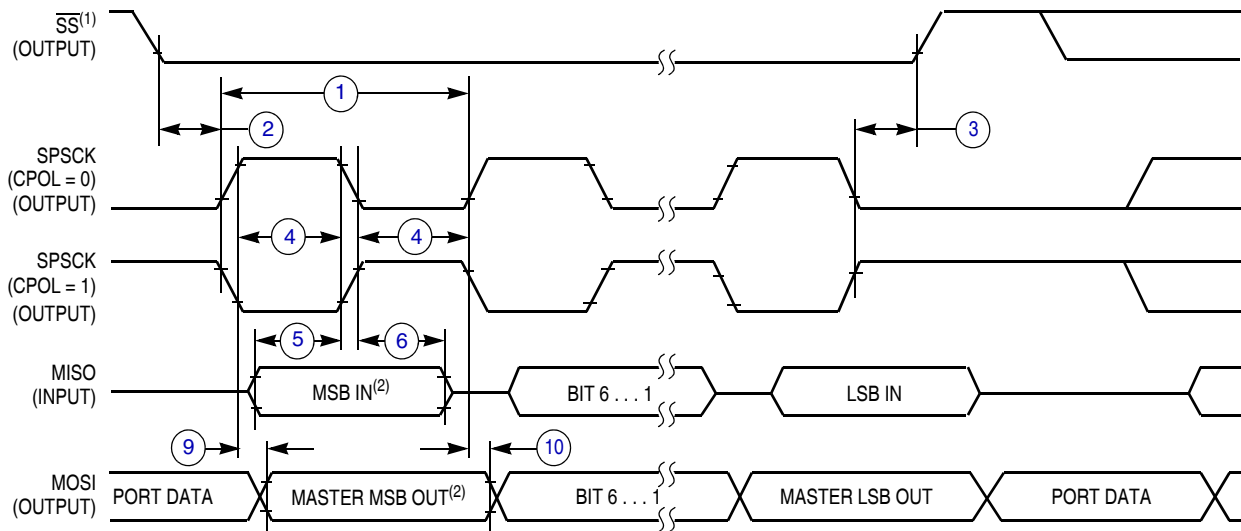 SS(1)
(OUTPUT)
1
2
3
SPSCK
(CPOL = 0)
(OUTPUT)
4
4
SPSCK
(CPOL = 1)
(OUTPUT)
5
6
MISO
(INPUT)
MSB IN(2)
BIT 6 . . . 1
LSB IN
9
10
MOSI
(OUTPUT)
PORT DATA
MASTER MSB OUT(2)
BIT 6 . . . 1
MASTER LSB OUT
PORT DATA